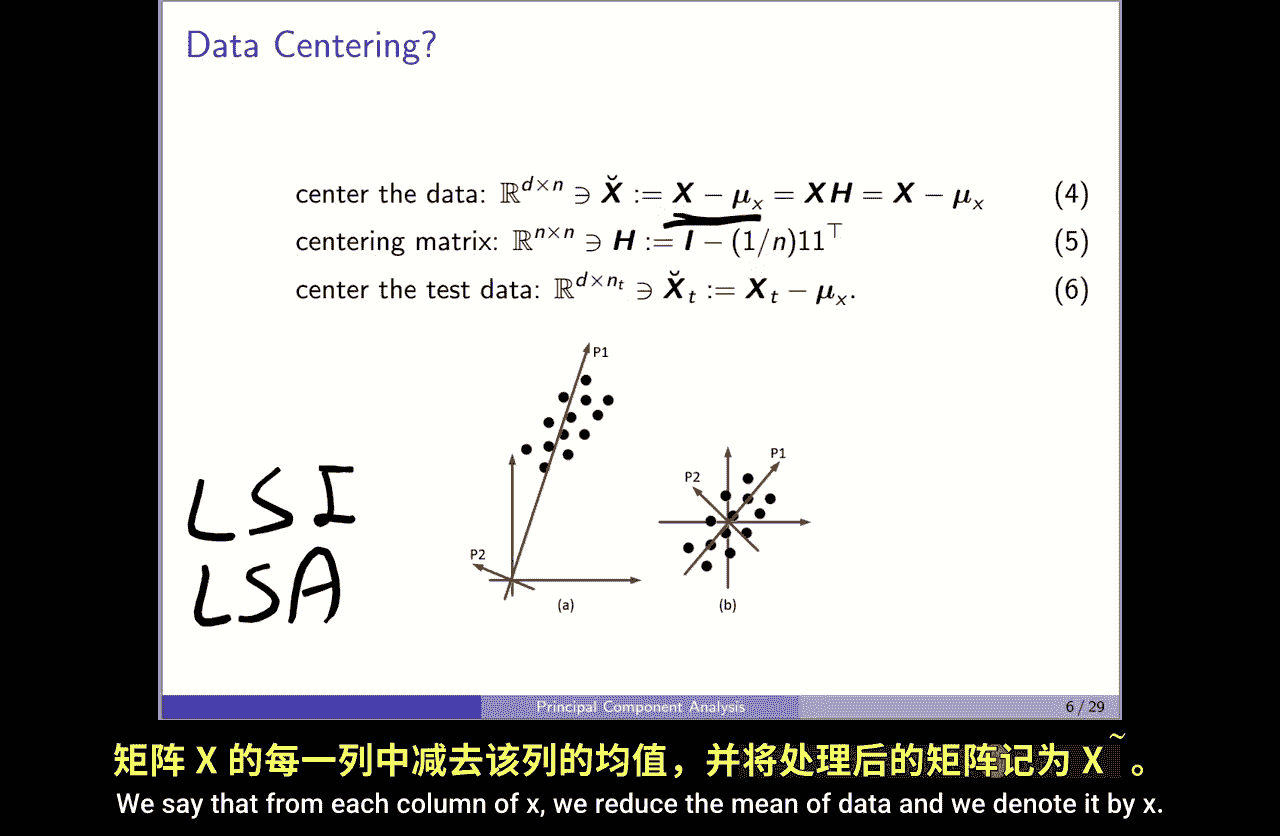 Data Centering?
center the data: ℝ^{d×n} ∋ X̆ := X − μ_x = XH = X − μ_x (4)
centering matrix: ℝ^{n×n} ∋ H := I − (1/n)11^⊤ (5)
center the test data: ℝ^{d×n_t} ∋ X̆_t := X_t − μ_x. (6)
P1
P2
(a)
P1
P2
(b)
LSI
LSA
Principal Component Analysis 6 / 29
矩阵 X 的每一列中减去该列的均值，并将处理后的矩阵记为 X~ 。
We say that from each column of x, we reduce the mean of data and we denote it by x.